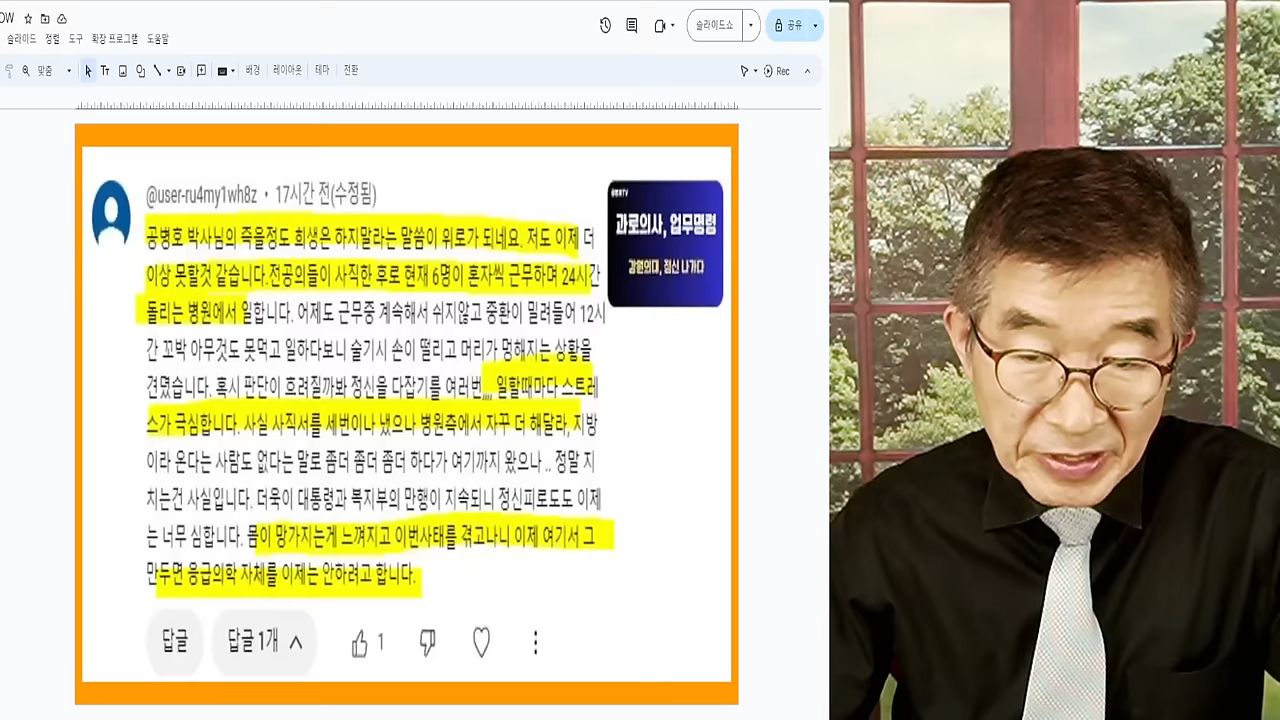 OW
슬라이드 정렬 도구 확장 프로그램 도움말
슬라이드쇼
공유
맞춤
배경 레이아웃 테마 전환
Rec
@user-ru4my1wh8z • 17시간 전(수정됨)
공병호 박사님의 죽을정도 희생은 하지말라는 말씀이 위로가 되네요. 저도 이제 더
이상 못할것 같습니다.전공의들이 사직한 후로 현재 6명이 혼자씩 근무하며 24시간
돌리는 병원에서 일합니다. 어제도 근무중 계속해서 쉬지않고 중환이 밀려들어 12시
간 꼬박 아무것도 못먹고 일하다보니 술기시 손이 떨리고 머리가 멍해지는 상황을
견뎠습니다. 혹시 판단이 흐려질까봐 정신을 다잡기를 여러번,,,, 일할때마다 스트레
스가 극심합니다. 사실 사직서를 세번이나 냈으나 병원측에서 자꾸 더 해달라, 지방
이라 온다는 사람도 없다는 말로 좀더 좀더 좀더 하다가 여기까지 왔으나 .. 정말 지
치는건 사실입니다. 더욱이 대통령과 복지부의 만행이 지속되니 정신피로도도 이제
는 너무 심합니다. 몸이 망가지는게 느껴지고 이번사태를 겪고나니 이제 여기서 그
만두면 응급의학 자체를 이제는 안하려고 합니다.
답글
답글 1개
1
과로의사, 업무명령
강원의대, 정신 나가다